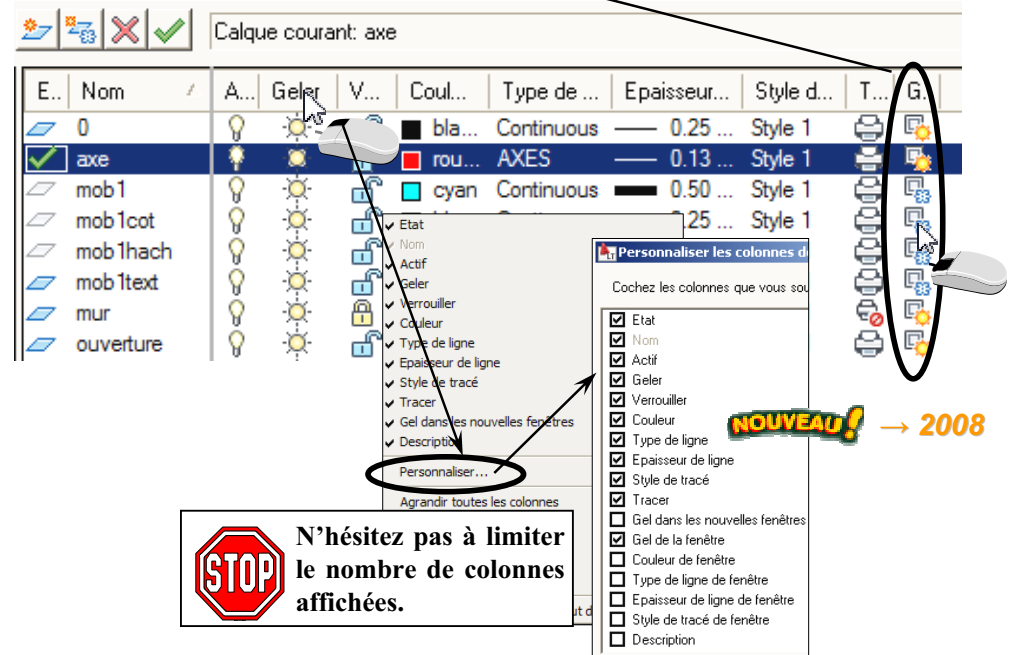 Calque courant: axe
E... Nom A... Geler V... Coul... Type de ... Epaisseur... Style d... T... G.
0 bla... Continuous 0.25 ... Style 1
axe rou... AXES 0.13 ... Style 1
mob1 cyan Continuous 0.50 ... Style 1
mob1cot .25 ... Style 1
mob1hach
mob1text
mur
ouverture
Etat
Nom
Actif
Geler
Verrouiller
Couleur
Type de ligne
Epaisseur de ligne
Style de tracé
Tracer
Gel dans les nouvelles fenêtres
Description
Personnaliser...
Agrandir toutes les colonnes
ut d
LT Personnaliser les colonnes d
Cochez les colonnes que vous sou
Etat
Nom
Actif
Geler
Verrouiller
Couleur
Type de ligne
Epaisseur de ligne
Style de tracé
Tracer
Gel dans les nouvelles fenêtres
Gel de la fenêtre
Couleur de fenêtre
Type de ligne de fenêtre
Epaisseur de ligne de fenêtre
Style de tracé de fenêtre
Description
NOUVEAU ! → 2008
STOP
N'hésitez pas à limiter
le nombre de colonnes
affichées.